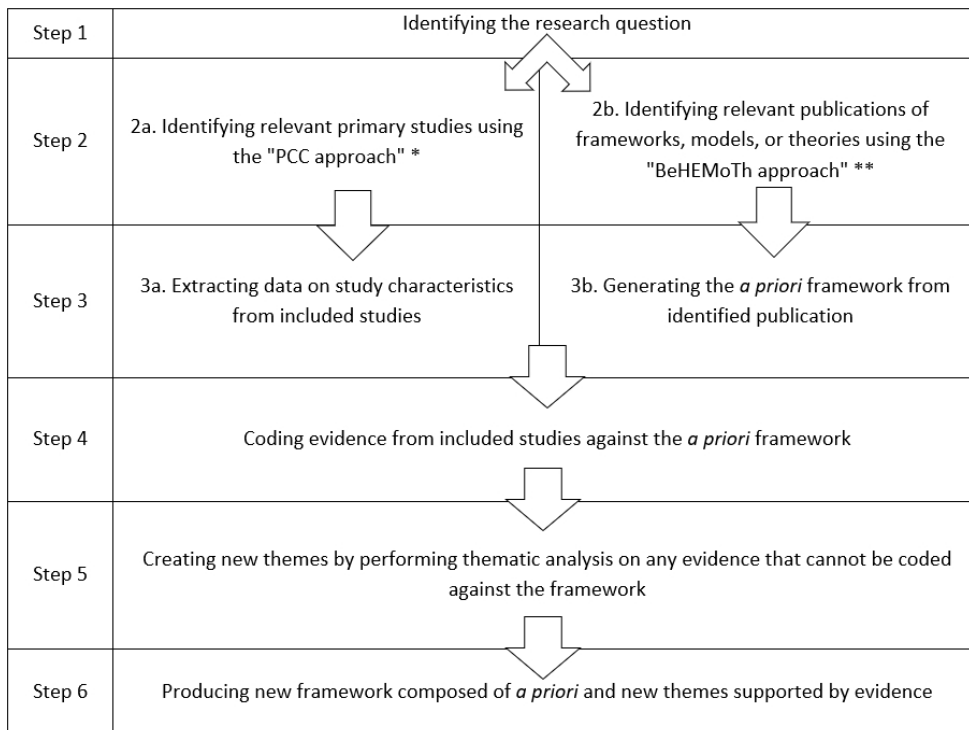 Step 1
Identifying the research question
Step 2
2a. Identifying relevant primary studies using
the "PCC approach" *
2b. Identifying relevant publications of
frameworks, models, or theories using the
"BeHEMoTh approach" **
Step 3
3a. Extracting data on study characteristics
from included studies
3b. Generating the a priori framework from
identified publication
Step 4
Coding evidence from included studies against the a priori framework
Step 5
Creating new themes by performing thematic analysis on any evidence that cannot be coded
against the framework
Step 6
Producing new framework composed of a priori and new themes supported by evidence